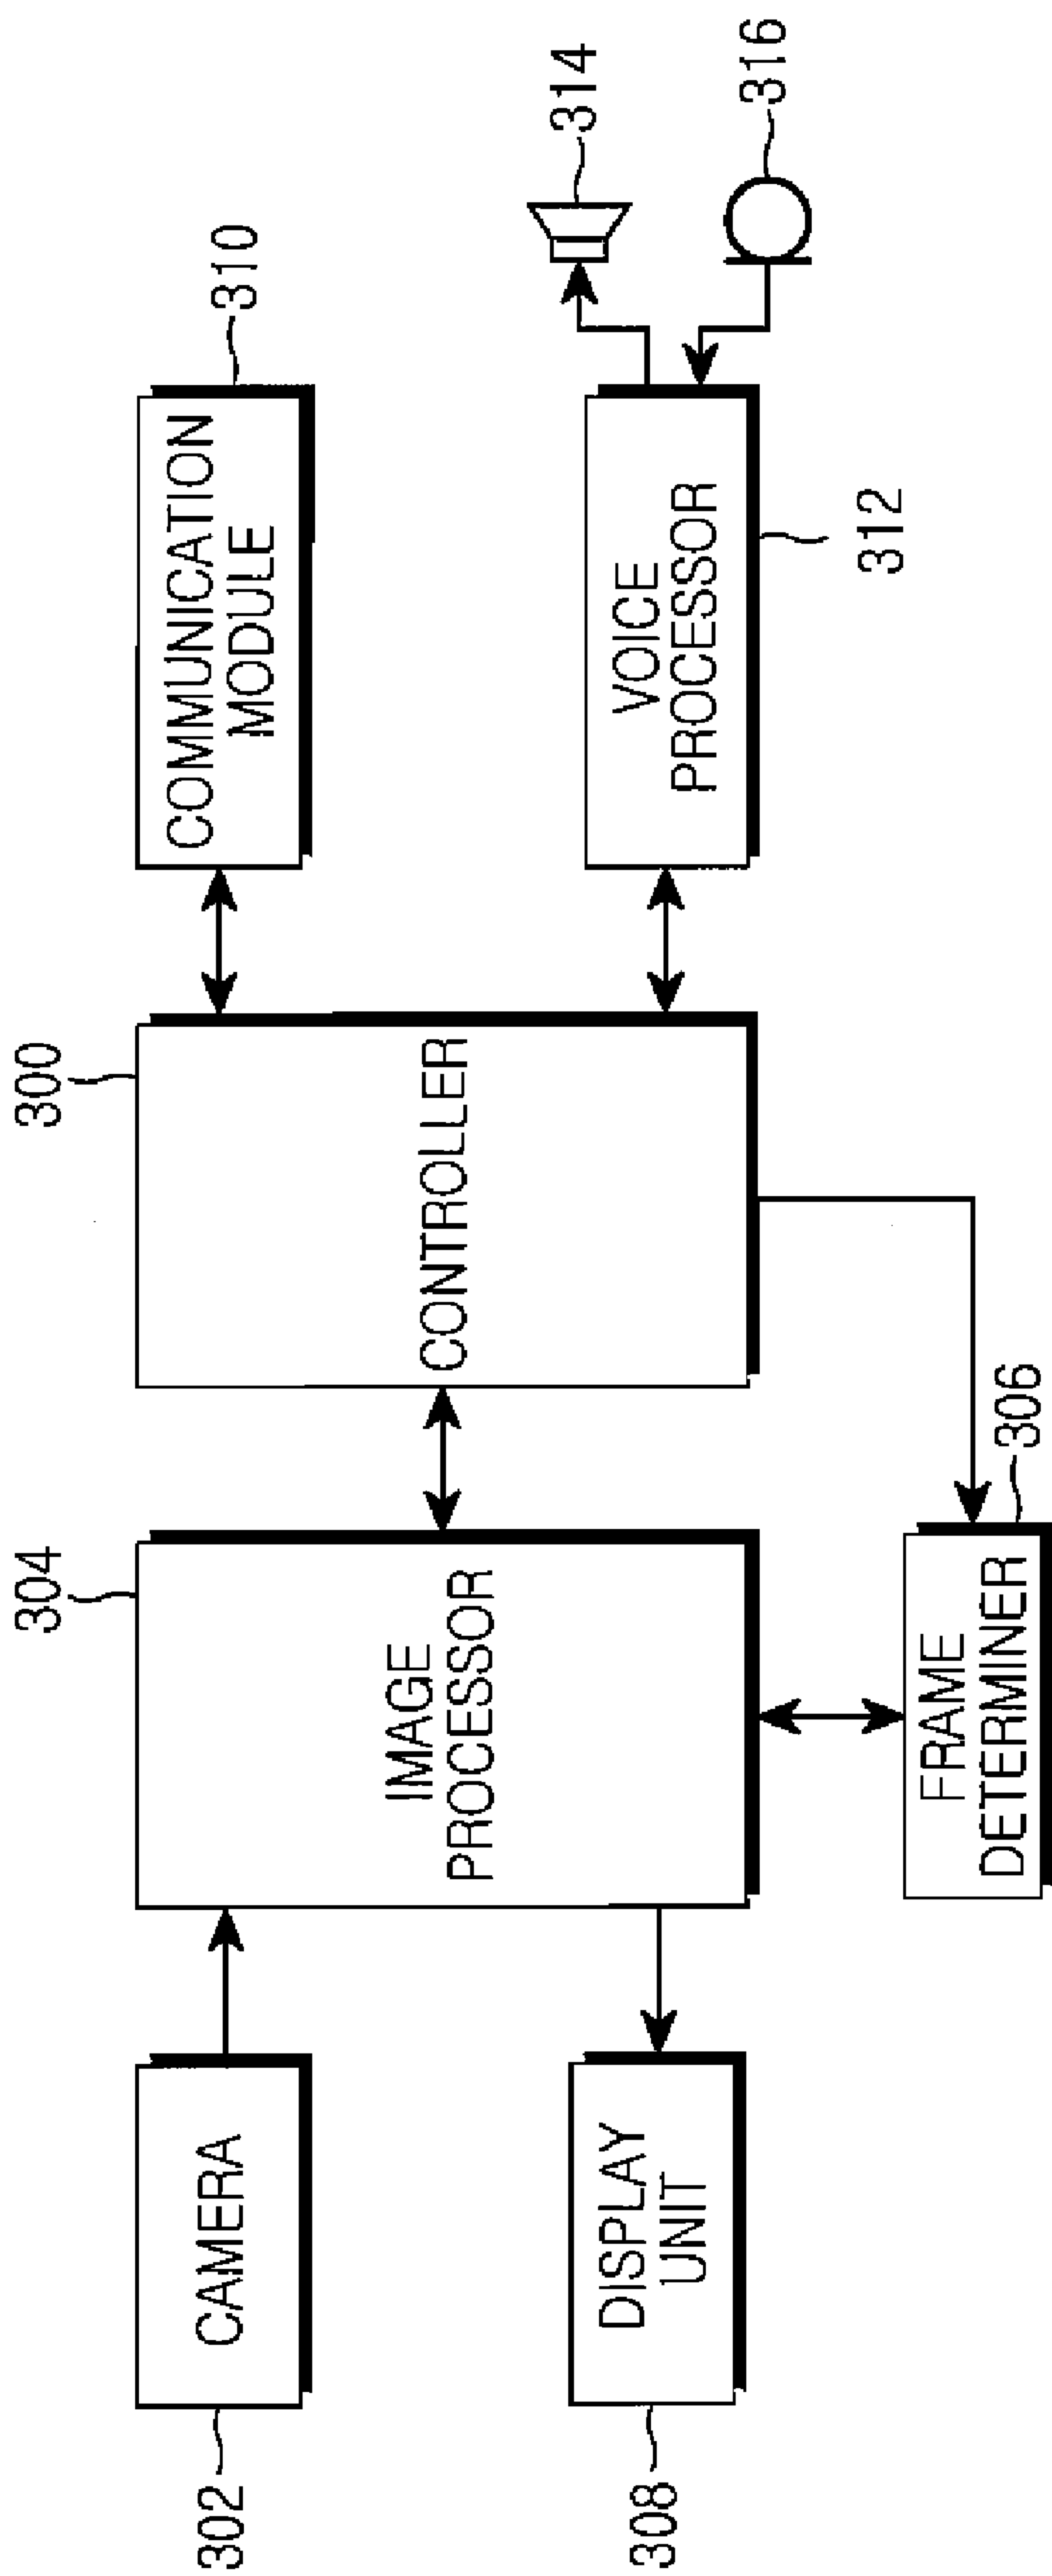 300
304
302
CAMERA
IMAGE
PROCESSOR
CONTROLLER
COMMUNICATION
MODULE
310
308
DISPLAY
UNIT
FRAME
DETERMINER
306
VOICE
PROCESSOR
312
314
316